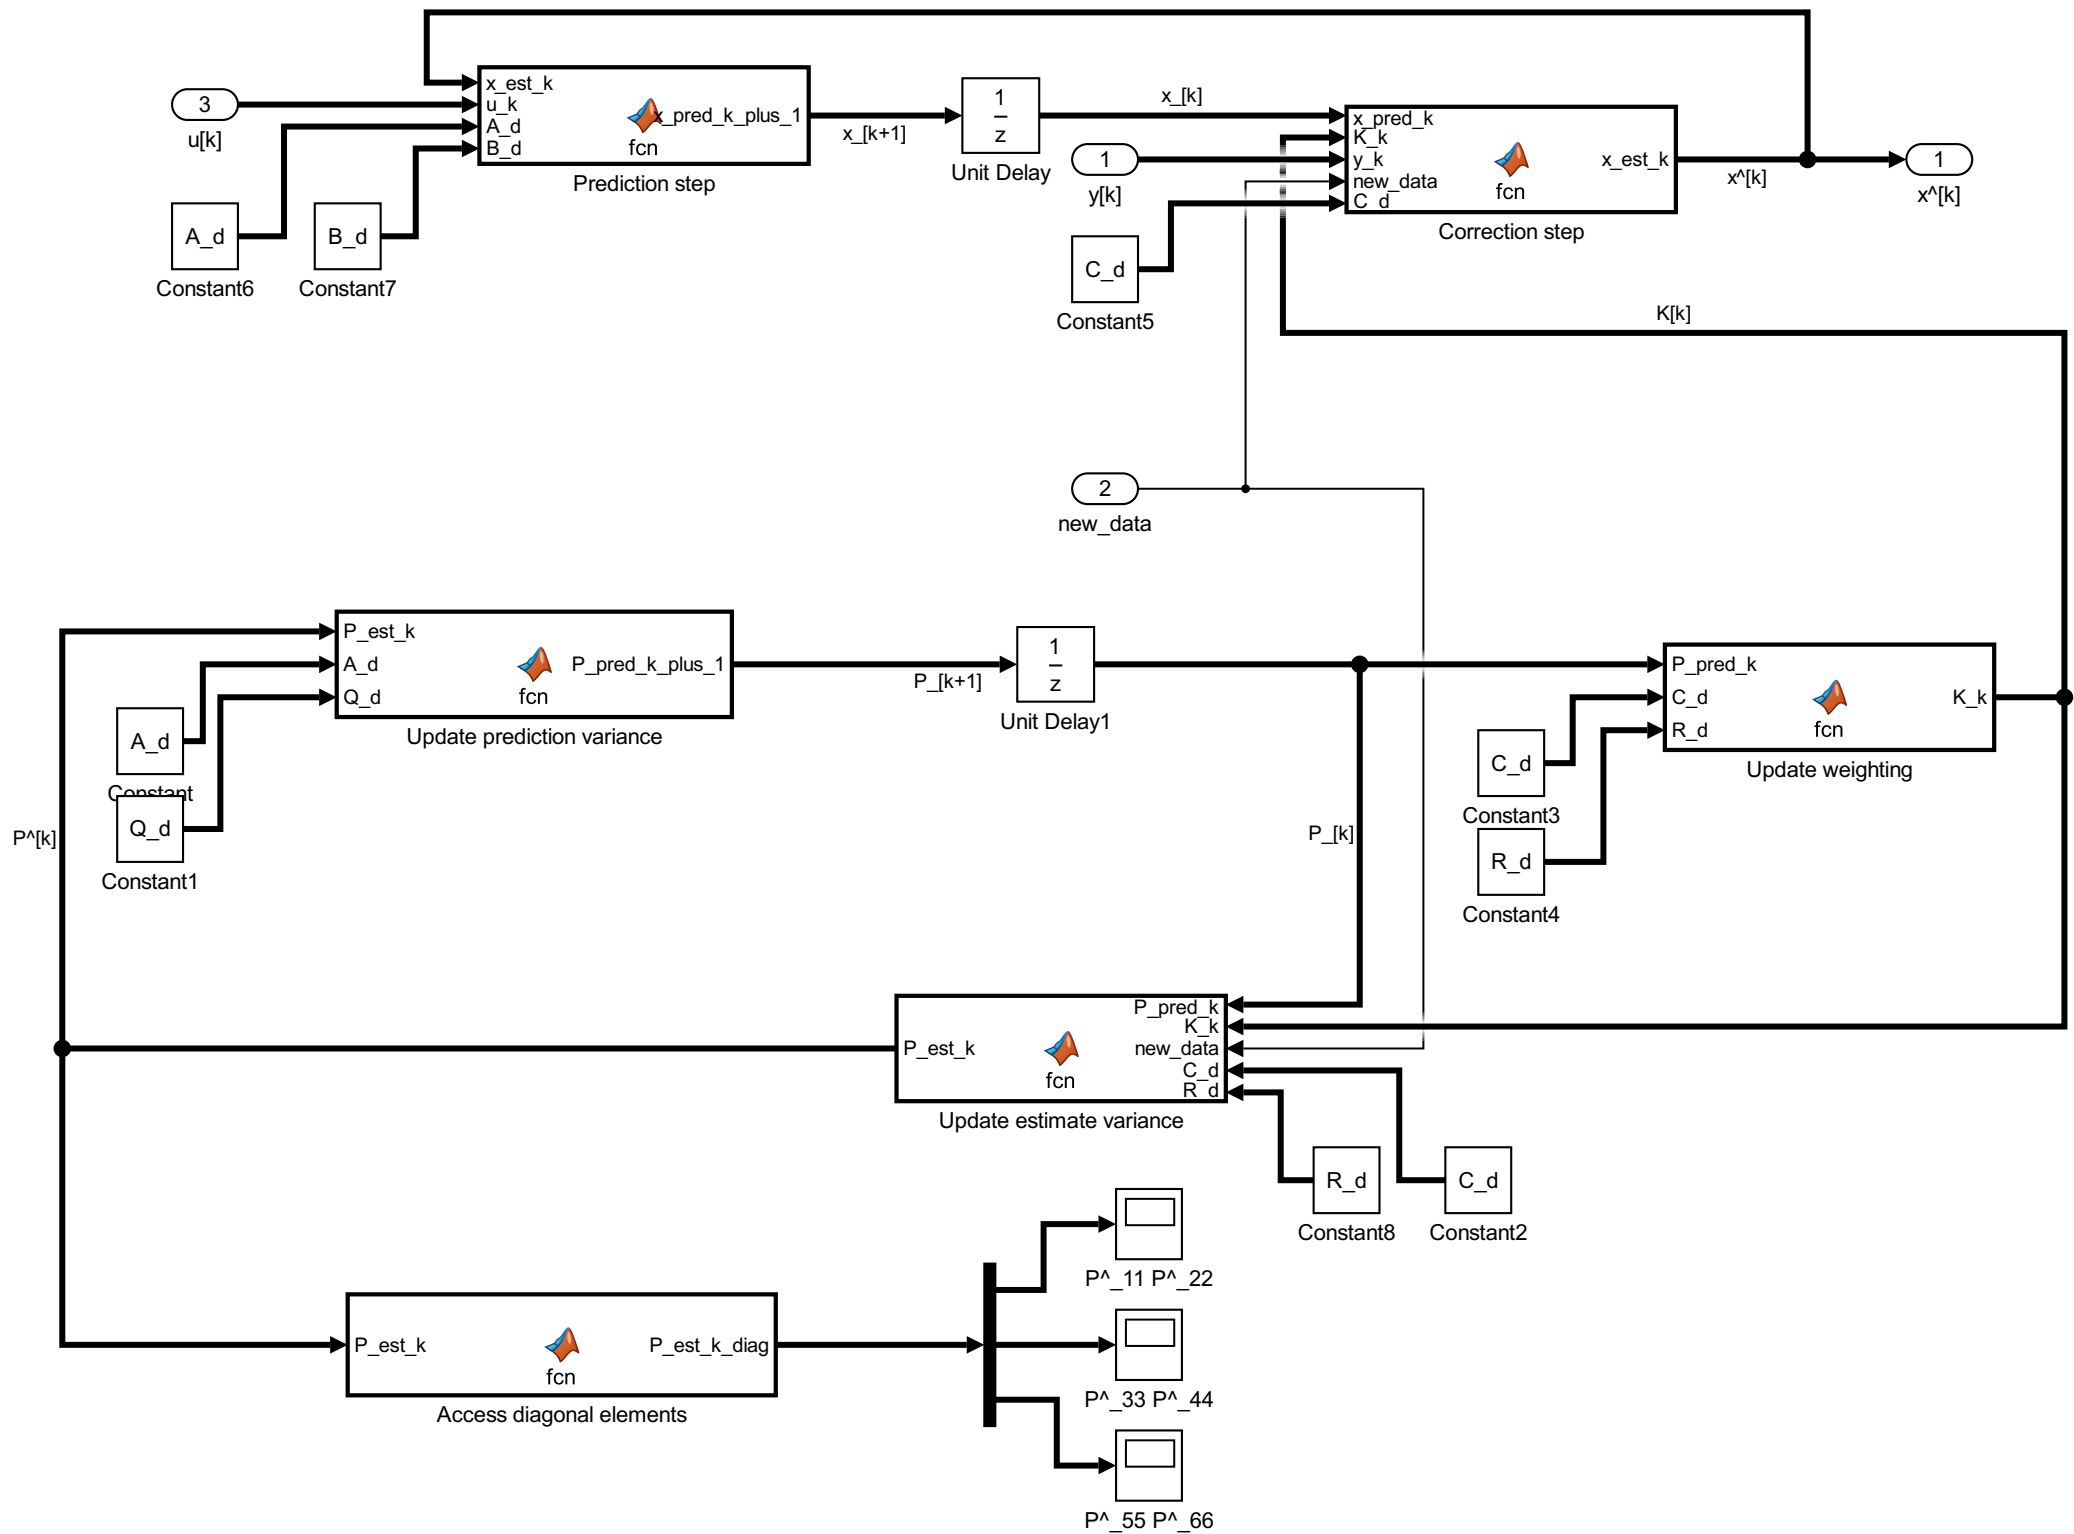 x_est_k
u_k
A_d
B_d
x_pred_k_plus_1
fcn
Prediction step
3
u[k]
A_d
Constant6
B_d
Constant7
x_[k+1]
1
z
Unit Delay
x_[k]
1
y[k]
C_d
Constant5
x_pred_k
K_k
y_k
new_data
C_d
fcn
x_est_k
Correction step
x^[k]
1
x^[k]
K[k]
2
new_data
P_est_k
A_d
Q_d
fcn
P_pred_k_plus_1
Update prediction variance
A_d
Constant
Q_d
Constant1
P^[k]
P_[k+1]
1
z
Unit Delay1
P_[k]
P_pred_k
C_d
R_d
fcn
K_k
Update weighting
C_d
Constant3
R_d
Constant4
P_est_k
fcn
P_pred_k
K_k
new_data
C_d
R_d
Update estimate variance
R_d
Constant8
C_d
Constant2
P_est_k
fcn
P_est_k_diag
Access diagonal elements
P^_11 P^_22
P^_33 P^_44
P^_55 P^_66